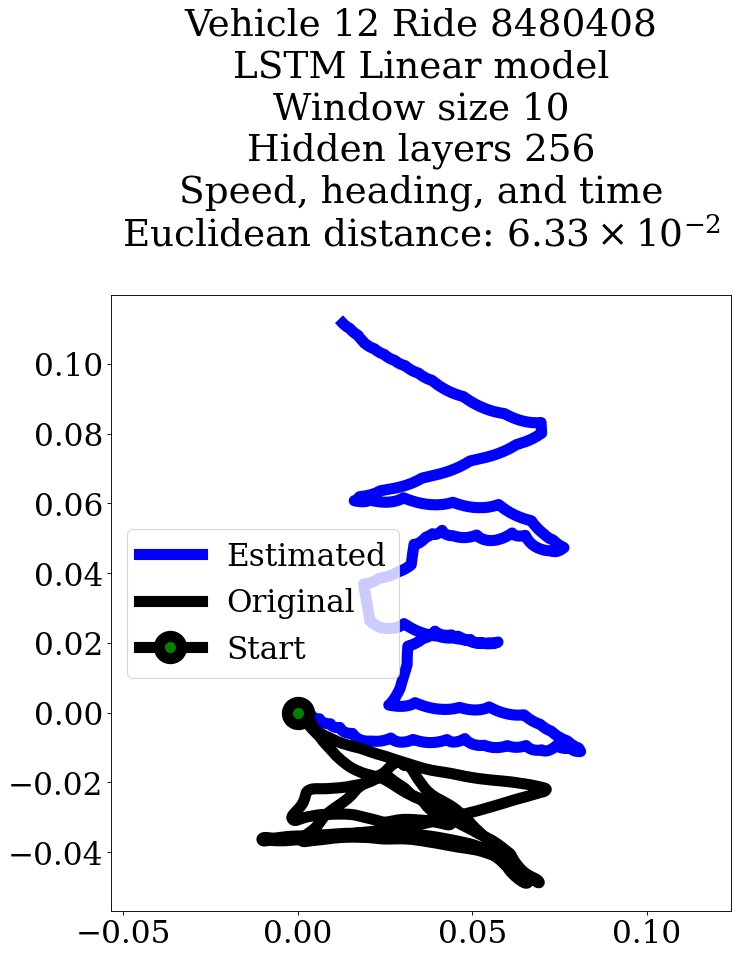 Vehicle 12 Ride 8480408
LSTM Linear model
Window size 10
Hidden layers 256
Speed, heading, and time
Euclidean distance: 6.33 × 10⁻²
0.10
0.08
0.06
0.04
0.02
0.00
−0.02
−0.04
Estimated
Original
Start
−0.05 0.00 0.05 0.10